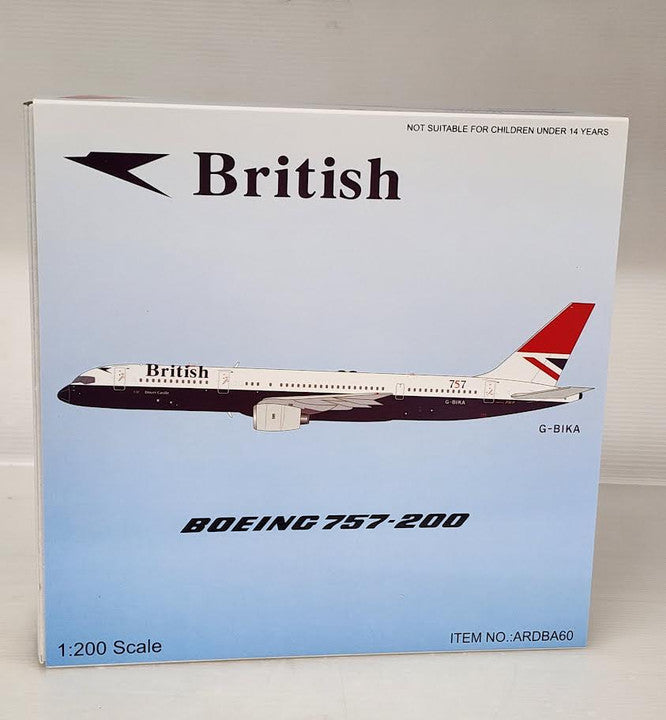 NOT SUITABLE FOR CHILDREN UNDER 14 YEARS
British
British
757
G-BIKA
G-BIKA
BOEING 757-200
1:200 Scale
ITEM NO.:ARDBA60